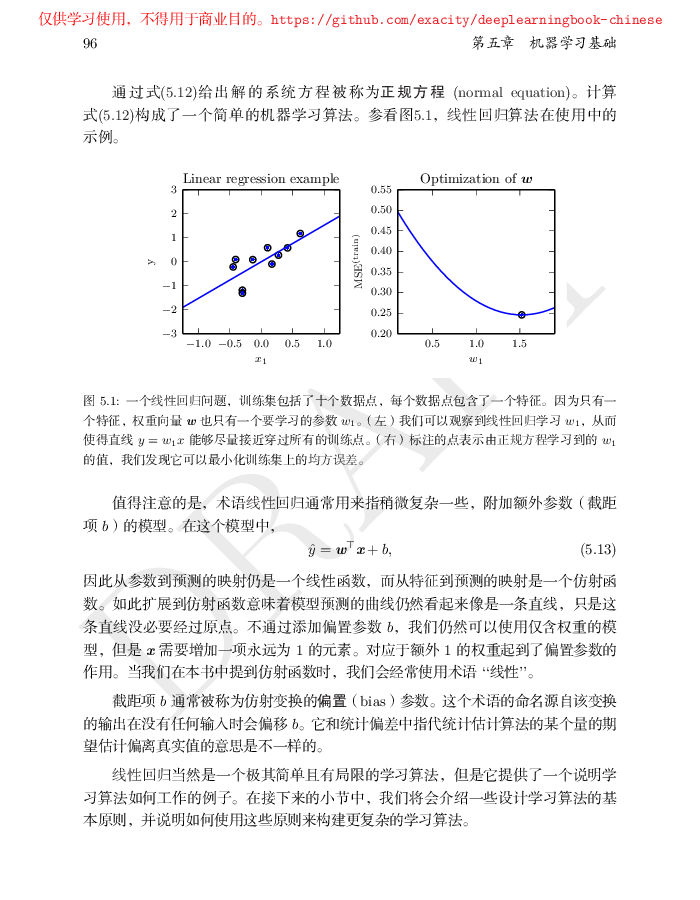 仅供学习使用，不得用于商业目的。https://github.com/exacity/deeplearningbook-chinese
96 第五章 机器学习基础
通过式(5.12)给出解的系统方程被称为正规方程 (normal equation)。计算
式(5.12)构成了一个简单的机器学习算法。参看图5.1，线性回归算法在使用中的
示例。
Linear regression example
3
2
1
0
−1
−2
−3
y
−1.0 −0.5 0.0 0.5 1.0
x₁
Optimization of w
0.55
0.50
0.45
0.40
0.35
0.30
0.25
0.20
MSE(train)
0.5 1.0 1.5
w₁
图 5.1: 一个线性回归问题，训练集包括了十个数据点，每个数据点包含了一个特征。因为只有一
个特征，权重向量 w 也只有一个要学习的参数 w₁。（左）我们可以观察到线性回归学习 w₁，从而
使得直线 y = w₁x 能够尽量接近穿过所有的训练点。（右）标注的点表示由正规方程学习到的 w₁
的值，我们发现它可以最小化训练集上的均方误差。
值得注意的是，术语线性回归通常用来指稍微复杂一些，附加额外参数（截距
项 b）的模型。在这个模型中，
ŷ = w⊤x + b, (5.13)
因此从参数到预测的映射仍是一个线性函数，而从特征到预测的映射是一个仿射函
数。如此扩展到仿射函数意味着模型预测的曲线仍然看起来像是一条直线，只是这
条直线没必要经过原点。不通过添加偏置参数 b，我们仍然可以使用仅含权重的模
型，但是 x 需要增加一项永远为 1 的元素。对应于额外 1 的权重起到了偏置参数的
作用。当我们在本书中提到仿射函数时，我们会经常使用术语 “线性”。
截距项 b 通常被称为仿射变换的偏置（bias）参数。这个术语的命名源自该变换
的输出在没有任何输入时会偏移 b。它和统计偏差中指代统计估计算法的某个量的期
望估计偏离真实值的意思是不一样的。
线性回归当然是一个极其简单且有局限的学习算法，但是它提供了一个说明学
习算法如何工作的例子。在接下来的小节中，我们将会介绍一些设计学习算法的基
本原则，并说明如何使用这些原则来构建更复杂的学习算法。
DRAFT